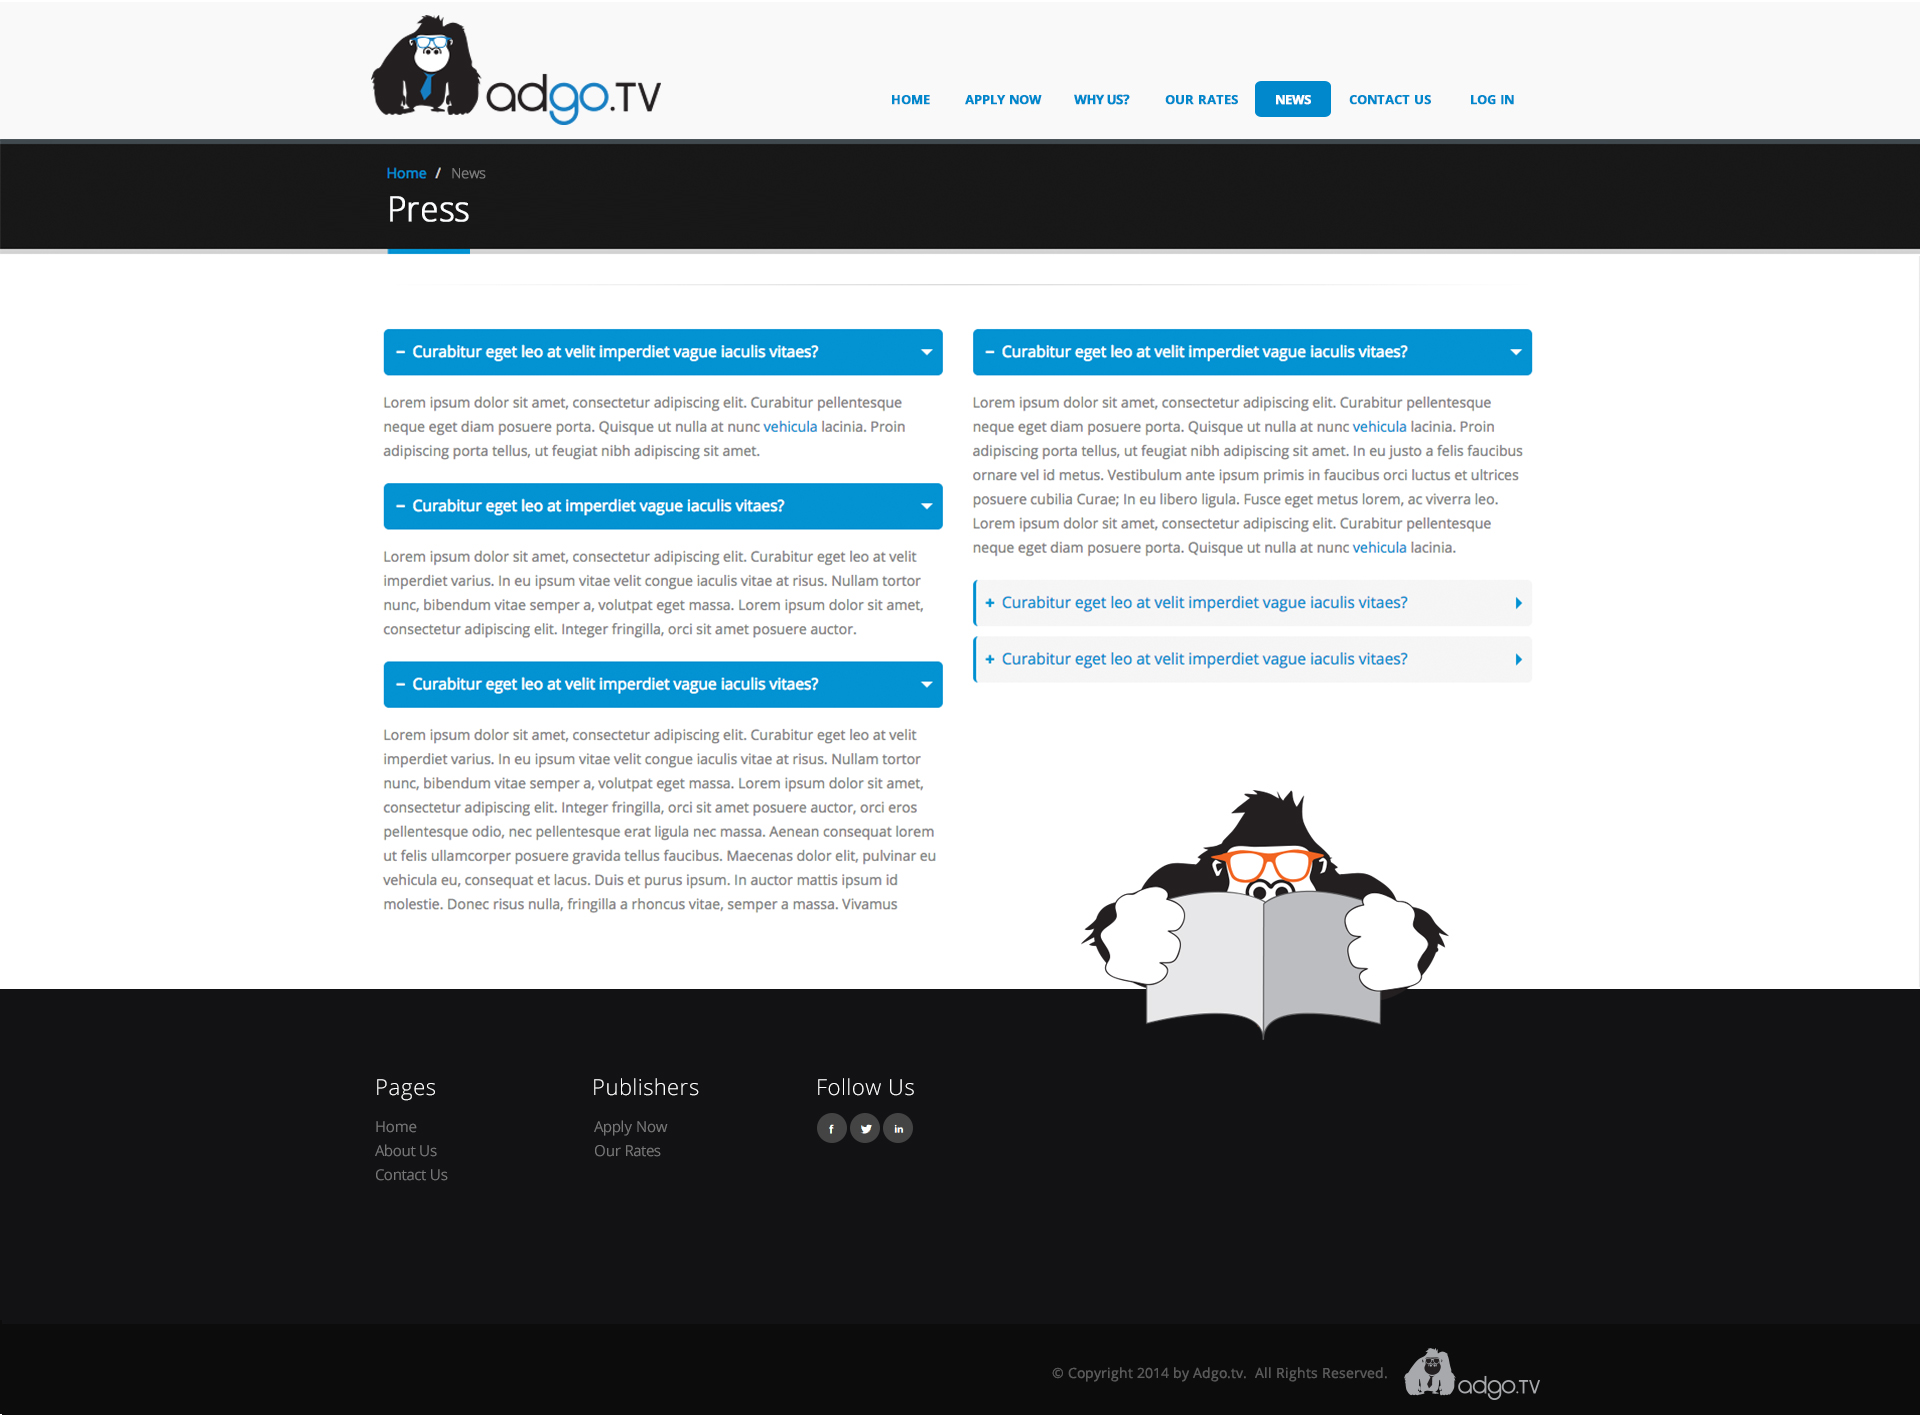 adgo.TV
HOME APPLY NOW WHY US? OUR RATES NEWS CONTACT US LOG IN
Home / News
Press
− Curabitur eget leo at velit imperdiet vague iaculis vitaes?
Lorem ipsum dolor sit amet, consectetur adipiscing elit. Curabitur pellentesque
neque eget diam posuere porta. Quisque ut nulla at nunc vehicula lacinia. Proin
adipiscing porta tellus, ut feugiat nibh adipiscing sit amet.
− Curabitur eget leo at imperdiet vague iaculis vitaes?
Lorem ipsum dolor sit amet, consectetur adipiscing elit. Curabitur eget leo at velit
imperdiet varius. In eu ipsum vitae velit congue iaculis vitae at risus. Nullam tortor
nunc, bibendum vitae semper a, volutpat eget massa. Lorem ipsum dolor sit amet,
consectetur adipiscing elit. Integer fringilla, orci sit amet posuere auctor.
− Curabitur eget leo at velit imperdiet vague iaculis vitaes?
Lorem ipsum dolor sit amet, consectetur adipiscing elit. Curabitur eget leo at velit
imperdiet varius. In eu ipsum vitae velit congue iaculis vitae at risus. Nullam tortor
nunc, bibendum vitae semper a, volutpat eget massa. Lorem ipsum dolor sit amet,
consectetur adipiscing elit. Integer fringilla, orci sit amet posuere auctor, orci eros
pellentesque odio, nec pellentesque erat ligula nec massa. Aenean consequat lorem
ut felis ullamcorper posuere gravida tellus faucibus. Maecenas dolor elit, pulvinar eu
vehicula eu, consequat et lacus. Duis et purus ipsum. In auctor mattis ipsum id
molestie. Donec risus nulla, fringilla a rhoncus vitae, semper a massa. Vivamus
− Curabitur eget leo at velit imperdiet vague iaculis vitaes?
Lorem ipsum dolor sit amet, consectetur adipiscing elit. Curabitur pellentesque
neque eget diam posuere porta. Quisque ut nulla at nunc vehicula lacinia. Proin
adipiscing porta tellus, ut feugiat nibh adipiscing sit amet. In eu justo a felis faucibus
ornare vel id metus. Vestibulum ante ipsum primis in faucibus orci luctus et ultrices
posuere cubilia Curae; In eu libero ligula. Fusce eget metus lorem, ac viverra leo.
Lorem ipsum dolor sit amet, consectetur adipiscing elit. Curabitur pellentesque
neque eget diam posuere porta. Quisque ut nulla at nunc vehicula lacinia.
+ Curabitur eget leo at velit imperdiet vague iaculis vitaes?
+ Curabitur eget leo at velit imperdiet vague iaculis vitaes?
Pages
Home
About Us
Contact Us
Publishers
Apply Now
Our Rates
Follow Us
f in
© Copyright 2014 by Adgo.tv. All Rights Reserved.
adgo.TV